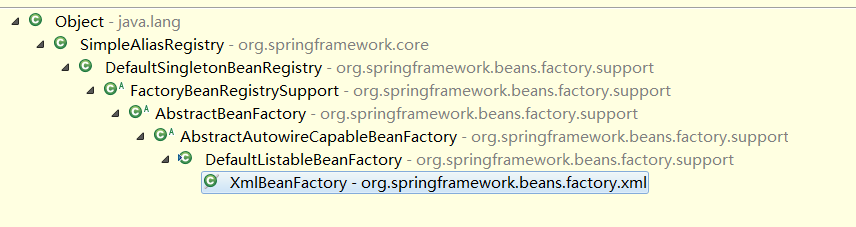 Object - java.lang
SimpleAliasRegistry - org.springframework.core
DefaultSingletonBeanRegistry - org.springframework.beans.factory.support
A FactoryBeanRegistrySupport - org.springframework.beans.factory.support
A AbstractBeanFactory - org.springframework.beans.factory.support
A AbstractAutowireCapableBeanFactory - org.springframework.beans.factory.support
DefaultListableBeanFactory - org.springframework.beans.factory.support
XmlBeanFactory - org.springframework.beans.factory.xml